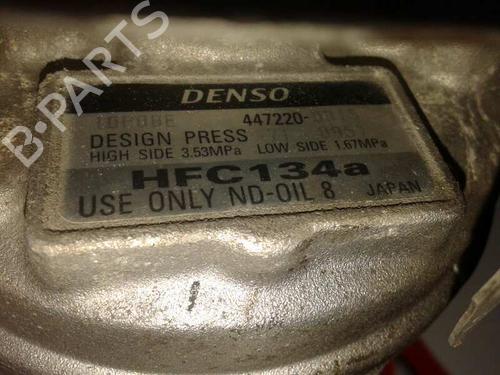 B-PARTS
DENSO
447220-
DESIGN PRESS
HIGH SIDE 3.53MPa LOW SIDE 1.67MPa
HFC134a
USE ONLY ND-OIL 8 JAPAN